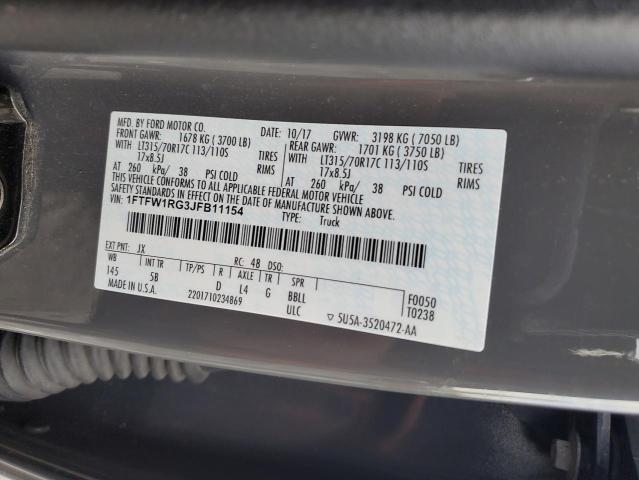 MFD. BY FORD MOTOR CO.
DATE: 10/17 GVWR: 3198 KG ( 7050 LB)
FRONT GAWR: 1678 KG ( 3700 LB) REAR GAWR: 1701 KG ( 3750 LB)
WITH LT315/70R17C 113/110S TIRES WITH LT315/70R17C 113/110S TIRES
17x8.5J RIMS 17x8.5J RIMS
AT 260 kPa/ 38 PSI COLD AT 260 kPa/ 38 PSI COLD
THIS VEHICLE CONFORMS TO ALL APPLICABLE FEDERAL MOTOR VEHICLE
SAFETY STANDARDS IN EFFECT ON THE DATE OF MANUFACTURE SHOWN ABOVE.
VIN: 1FTFW1RG3JFB11154 TYPE: Truck
EXT PNT: JX RC: 48 DSO:
WB INT TR TP/PS R AXLE TR SPR
145 5B D L4 G BBLL F0050
MADE IN U.S.A. 2201710234869 ULC T0238
▽ 5U5A-3520472-AA